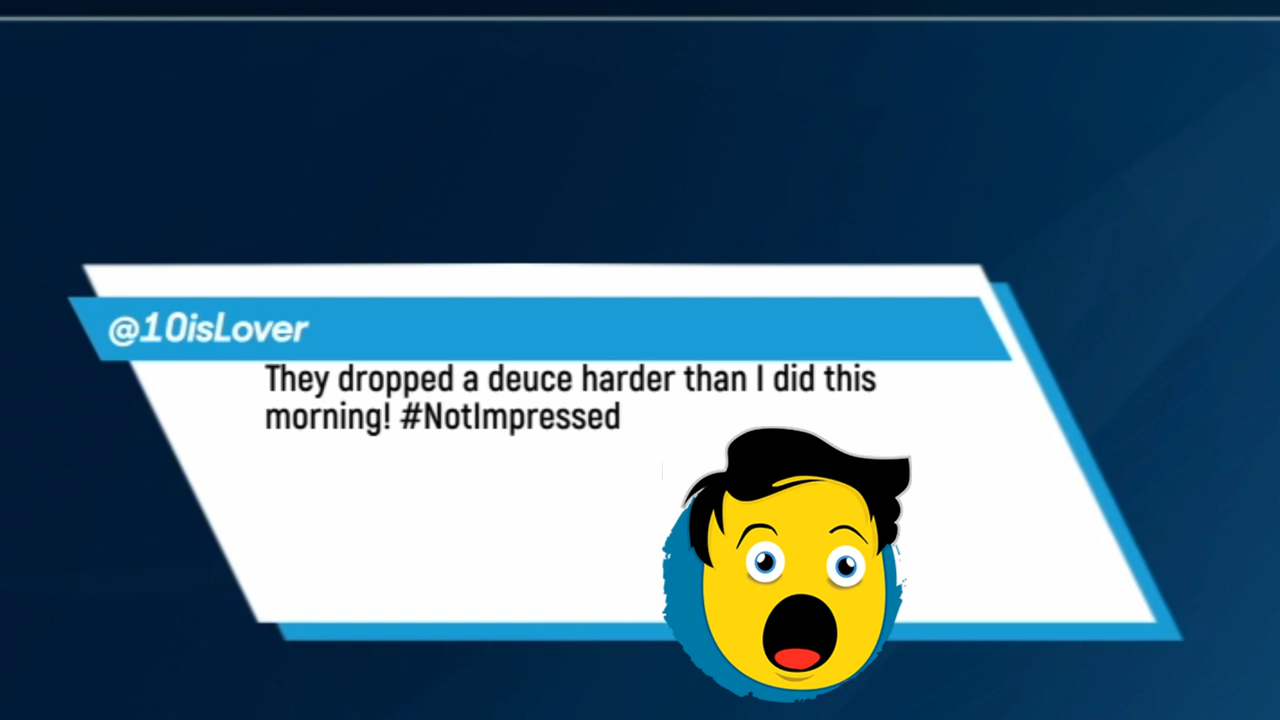 @10isLover
They dropped a deuce harder than I did this
morning! #NotImpressed